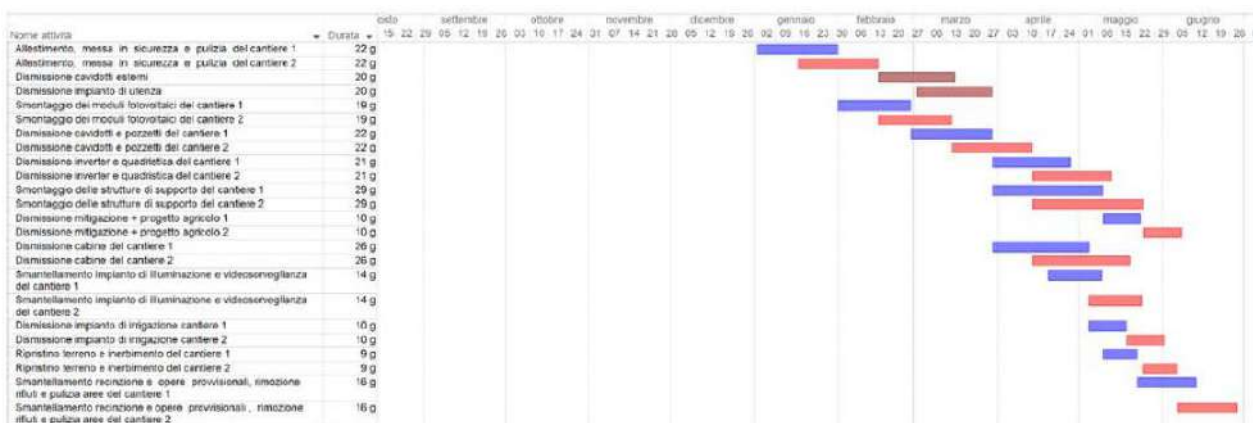 osto settembre ottobre novembre dicembre gennaio febbraio marzo aprile maggio giugno
Nome attività Durata 15 22 29 05 12 19 26 03 10 17 24 31 07 14 21 28 05 12 19 26 02 09 16 23 30 06 13 20 27 06 13 20 27 03 10 17 24 01 08 15 22 29 05 12 19 26
Allestimento, messa in sicurezza e pulizia del cantiere 1 22 g
Allestimento, messa in sicurezza e pulizia del cantiere 2 22 g
Dismissione cavidotti esterni 20 g
Dismissione impianto di utenza 20 g
Smontaggio dei moduli fotovoltaici del cantiere 1 19 g
Smontaggio dei moduli fotovoltaici del cantiere 2 19 g
Dismissione cavidotti e pozzetti del cantiere 1 22 g
Dismissione cavidotti e pozzetti del cantiere 2 22 g
Dismissione inverter e quadristica del cantiere 1 21 g
Dismissione inverter e quadristica del cantiere 2 21 g
Smontaggio delle strutture di supporto del cantiere 1 29 g
Smontaggio delle strutture di supporto del cantiere 2 29 g
Dismissione mitigazione + progetto agricolo 1 10 g
Dismissione mitigazione + progetto agricolo 2 10 g
Dismissione cabine del cantiere 1 26 g
Dismissione cabine del cantiere 2 26 g
Smantellamento impianto di illuminazione e videosorveglianza 14 g
del cantiere 1
Smantellamento impianto di illuminazione e videosorveglianza 14 g
del cantiere 2
Dismissione impianto di irrigazione cantiere 1 10 g
Dismissione impianto di irrigazione cantiere 2 10 g
Ripristino terreno e inerbimento del cantiere 1 9 g
Ripristino terreno e inerbimento del cantiere 2 9 g
Smantellamento recinzione e opere provvisionali, rimozione 16 g
rifiuti e pulizia aree del cantiere 1
Smantellamento recinzione e opere provvisionali , rimozione 16 g
rifiuti e pulizia aree del cantiere 2